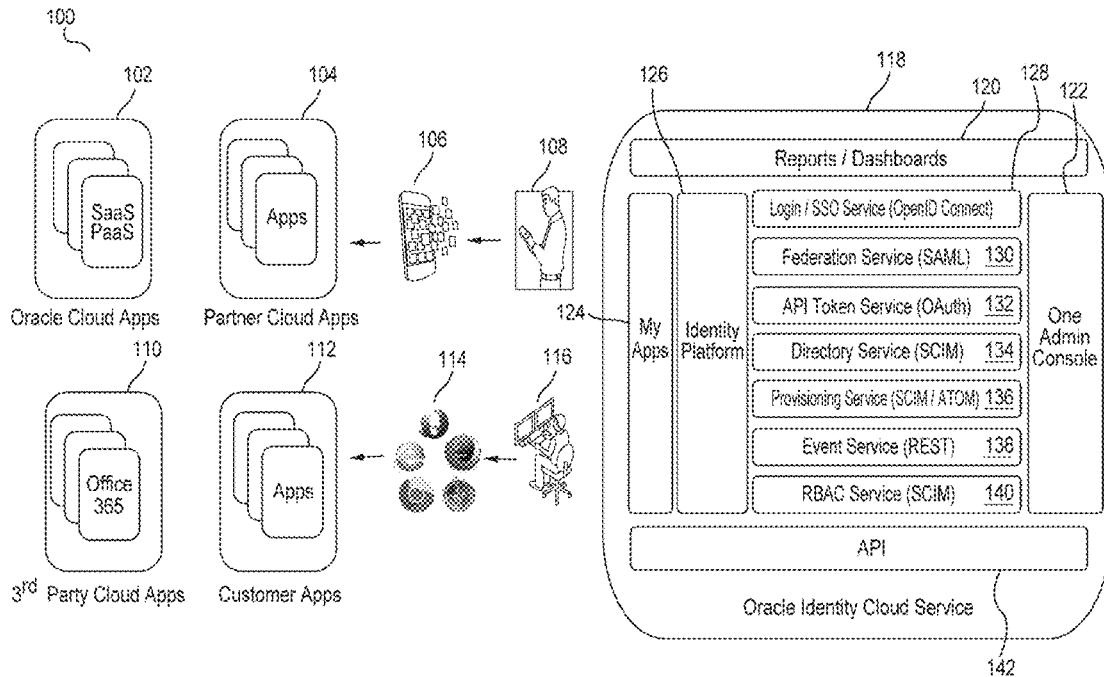 100
102
104
SaaS
PaaS
Apps
Oracle Cloud Apps
Partner Cloud Apps
106
108
110
112
Office
365
Apps
3rd Party Cloud Apps
Customer Apps
114
116
126
118
120
128
122
Reports / Dashboards
124
My
Apps
Identity
Platform
Login / SSO Service (OpenID Connect)
Federation Service (SAML) 130
API Token Service (OAuth) 132
Directory Service (SCIM) 134
Provisioning Service (SCIM / ATOM) 136
Event Service (REST) 138
RBAC Service (SCIM) 140
One
Admin
Console
API
Oracle Identity Cloud Service
142